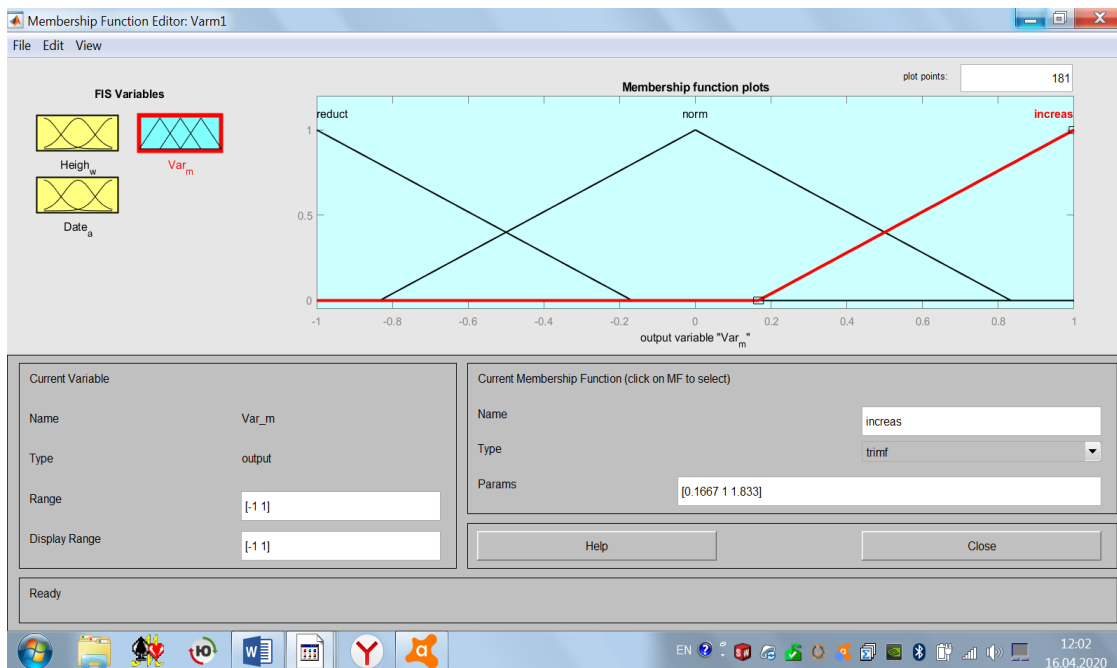 Membership Function Editor: Varm1
File Edit View
FIS Variables
Heigh_w
Var_m
Date_a
plot points:
181
Membership function plots
reduct
norm
increas
1
0.5
0
-1 -0.8 -0.6 -0.4 -0.2 0 0.2 0.4 0.6 0.8 1
output variable "Var_m"
Current Variable
Name Var_m
Type output
Range [-1 1]
Display Range [-1 1]
Current Membership Function (click on MF to select)
Name increas
Type trimf
Params [0.1667 1 1.833]
Help Close
Ready
EN
12:02
16.04.2020